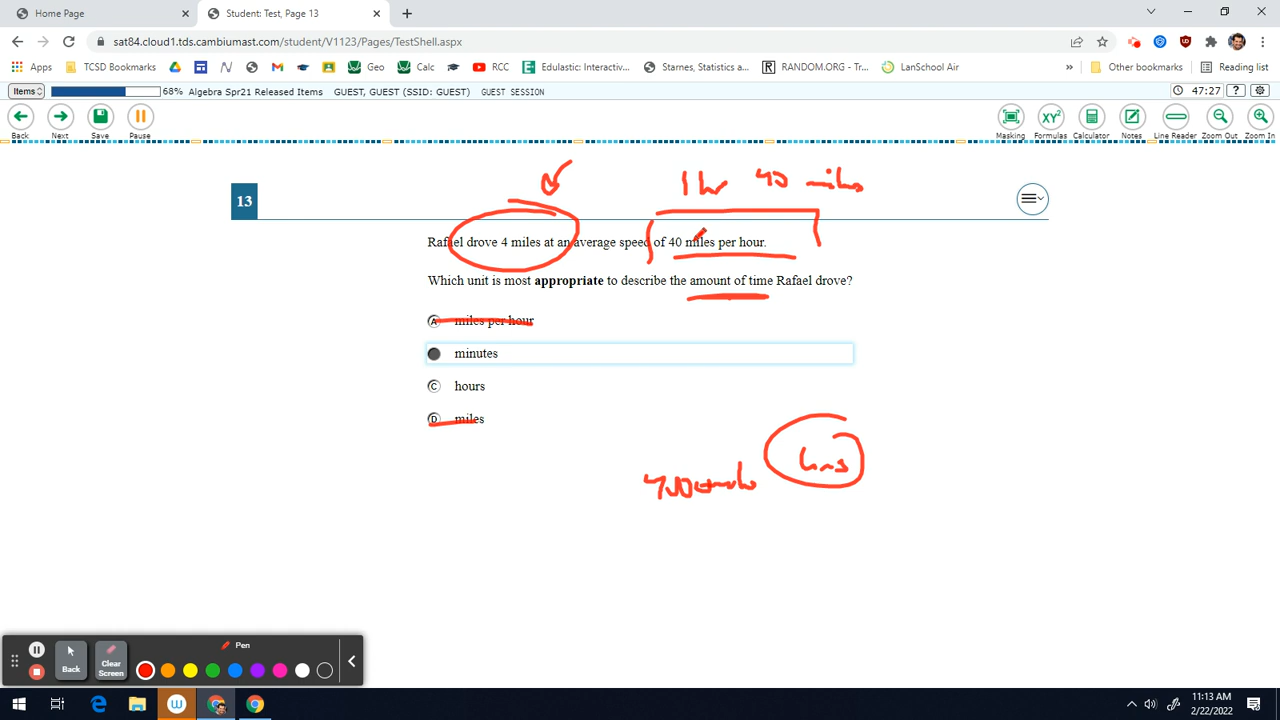 Home Page
Student: Test, Page 13
sat84.cloud1.tds.cambiumast.com/student/V1123/Pages/TestShell.aspx
Apps TCSD Bookmarks Geo Calc RCC Edulastic: Interactiv... Starnes, Statistics a... RANDOM.ORG - Tr... LanSchool Air » Other bookmarks Reading list
Items 68% Algebra Spr21 Released Items GUEST, GUEST (SSID: GUEST) GUEST SESSION 47:27 ?
Back Next Save Pause Masking Formulas Calculator Notes Line Reader Zoom Out Zoom In
1 hr 40 miles
13
Rafael drove 4 miles at an average speed of 40 miles per hour.
Which unit is most appropriate to describe the amount of time Rafael drove?
A miles per hour
minutes
C hours
D miles
hrs
Pen
Back
Clear Screen
11:13 AM
2/22/2022